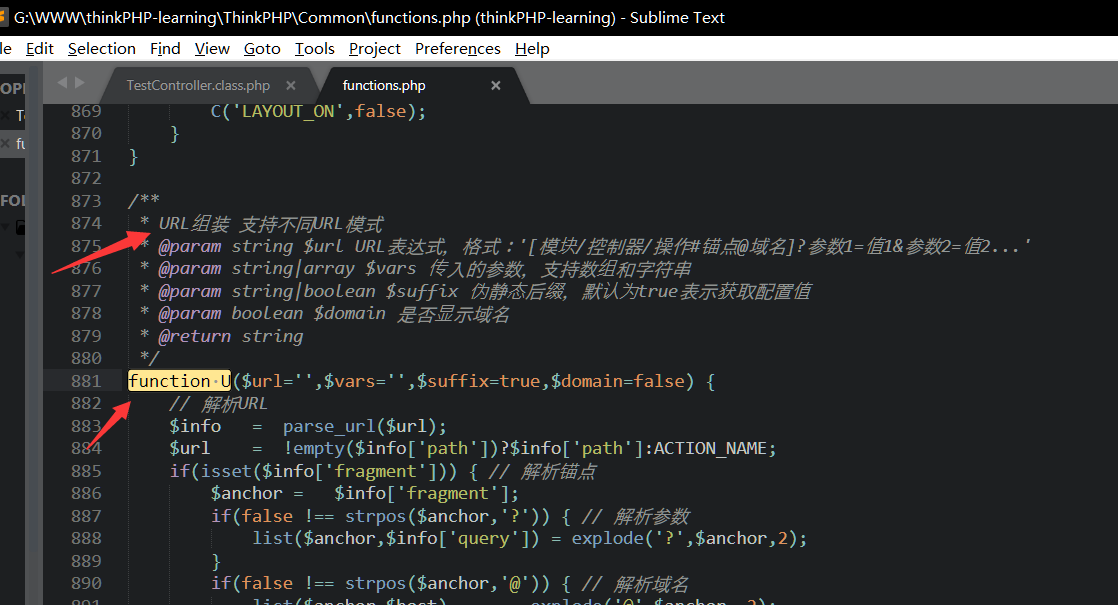 G:\WWW\thinkPHP-learning\ThinkPHP\Common\functions.php (thinkPHP-learning) - Sublime Text
le Edit Selection Find View Goto Tools Project Preferences Help
TestController.class.php × functions.php ×
869 C('LAYOUT_ON',false);
870 }
871 }
872
873 /**
874 * URL组装 支持不同URL模式
875 * @param string $url URL表达式, 格式：'[模块/控制器/操作#锚点@域名]?参数1=值1&参数2=值2...'
876 * @param string|array $vars 传入的参数, 支持数组和字符串
877 * @param string|boolean $suffix 伪静态后缀, 默认为true表示获取配置值
878 * @param boolean $domain 是否显示域名
879 * @return string
880 */
881 function U($url='',$vars='',$suffix=true,$domain=false) {
882 // 解析URL
883 $info = parse_url($url);
884 $url = !empty($info['path'])?$info['path']:ACTION_NAME;
885 if(isset($info['fragment'])) { // 解析锚点
886 $anchor = $info['fragment'];
887 if(false !== strpos($anchor,'?')) { // 解析参数
888 list($anchor,$info['query']) = explode('?',$anchor,2);
889 }
890 if(false !== strpos($anchor,'@')) { // 解析域名